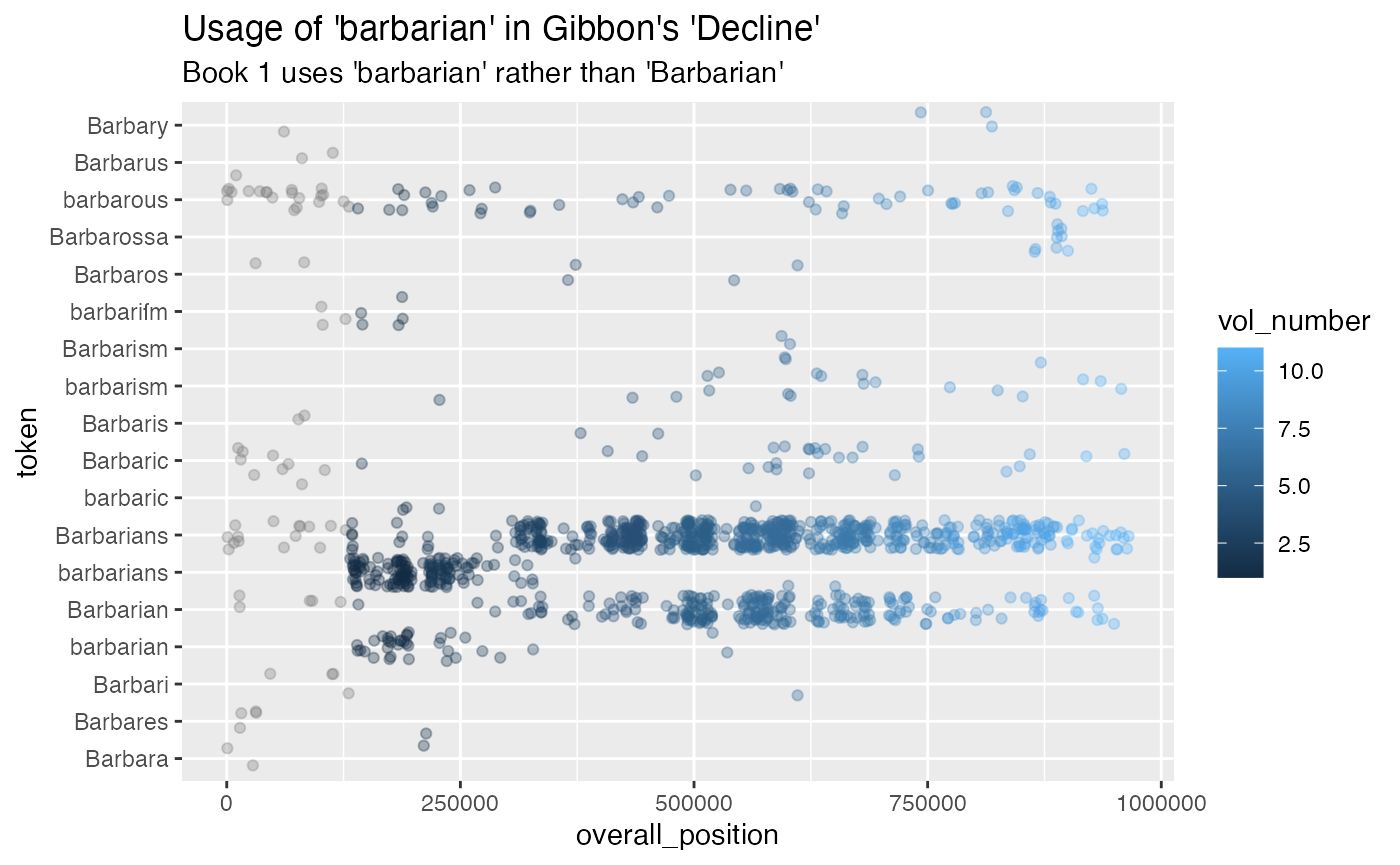 Usage of 'barbarian' in Gibbon's 'Decline'
Book 1 uses 'barbarian' rather than 'Barbarian'
Barbary
Barbarus
barbarous
Barbarossa
Barbaros
barbarifm
Barbarism
barbarism
Barbaris
Barbaric
barbaric
Barbarians
barbarians
Barbarian
barbarian
Barbari
Barbares
Barbara
token
0
250000
500000
750000
1000000
overall_position
vol_number
10.0
7.5
5.0
2.5